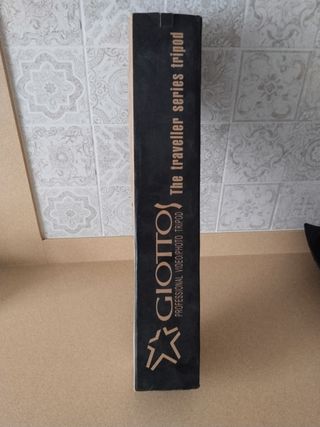 GIOTTOS
PROFESSIONAL VIDEO/PHOTO TRIPOD
The traveller series tripod